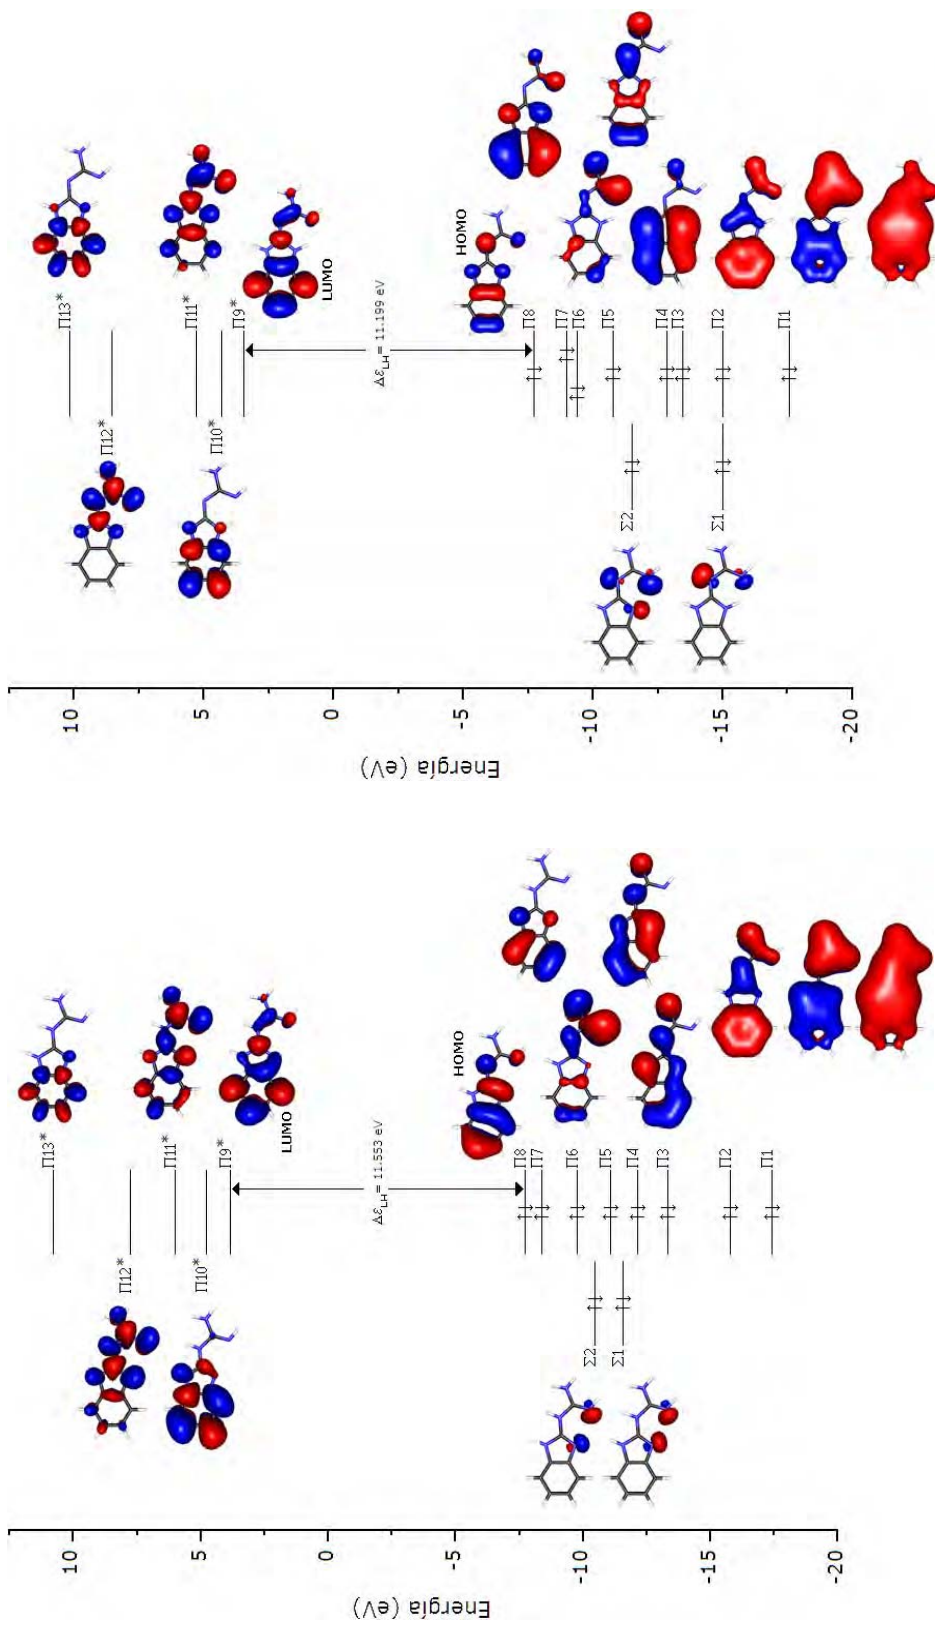 Energía (eV)
10
5
0
-5
-10
-15
-20
Π13*
Π12*
Π11*
Π10*
Π9*
LUMO
Δε_LH = 11.553 eV
HOMO
Π8
Π7
Π6
Σ2
Π5
Σ1
Π4
Π3
Π2
Π1
Energía (eV)
10
5
0
-5
-10
-15
-20
Π13*
Π12*
Π11*
Π10*
Π9*
LUMO
Δε_LH = 11.199 eV
HOMO
Π8
Π7
Π6
Π5
Σ2
Π4
Π3
Σ1
Π2
Π1